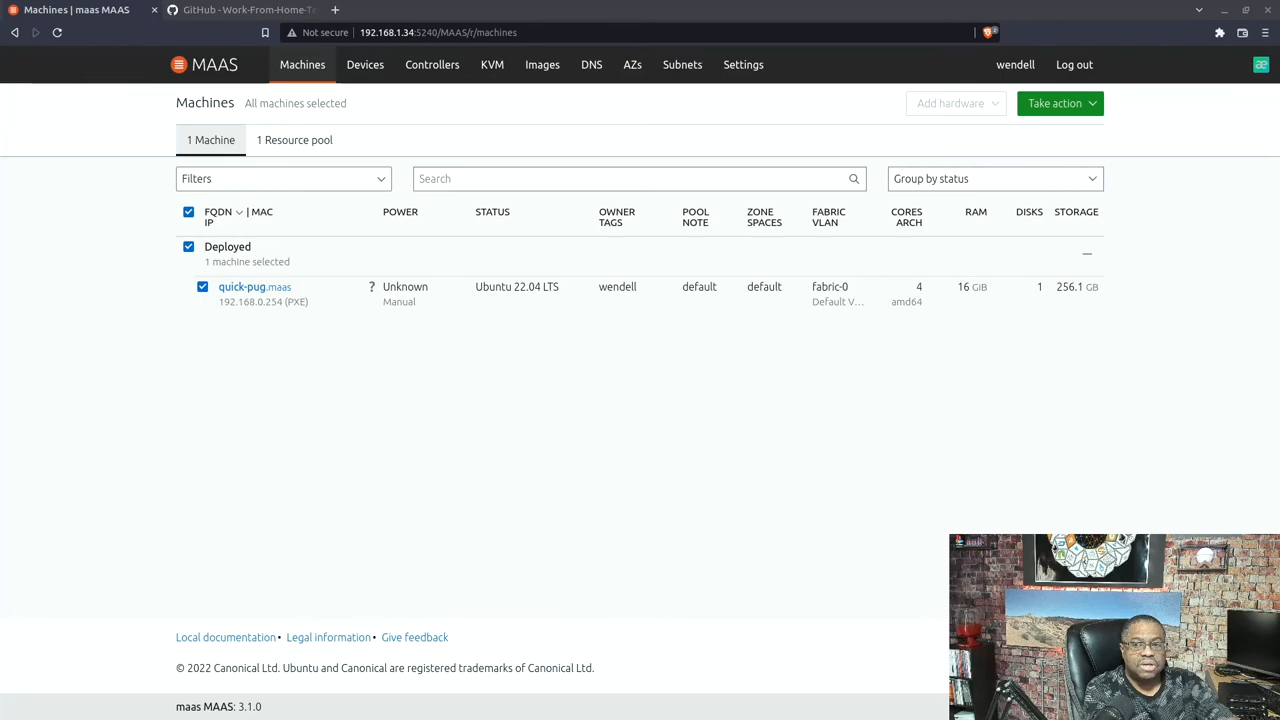 Machines | maas MAAS
GitHub - Work-From-Home-Te
Not secure
192.168.1.34:5240/MAAS/r/machines
MAAS
Machines
Devices
Controllers
KVM
Images
DNS
AZs
Subnets
Settings
wendell
Log out
Machines
All machines selected
Add hardware
Take action
1 Machine
1 Resource pool
Filters
Search
Group by status
FQDN | MAC
IP
POWER
STATUS
OWNER
TAGS
POOL
NOTE
ZONE
SPACES
FABRIC
VLAN
CORES
ARCH
RAM
DISKS
STORAGE
Deployed
1 machine selected
quick-pug.maas
192.168.0.254 (PXE)
? Unknown
Manual
Ubuntu 22.04 LTS
wendell
default
default
fabric-0
Default V...
4
amd64
16 GiB
1
256.1 GB
Local documentation • Legal information • Give feedback
© 2022 Canonical Ltd. Ubuntu and Canonical are registered trademarks of Canonical Ltd.
maas MAAS: 3.1.0